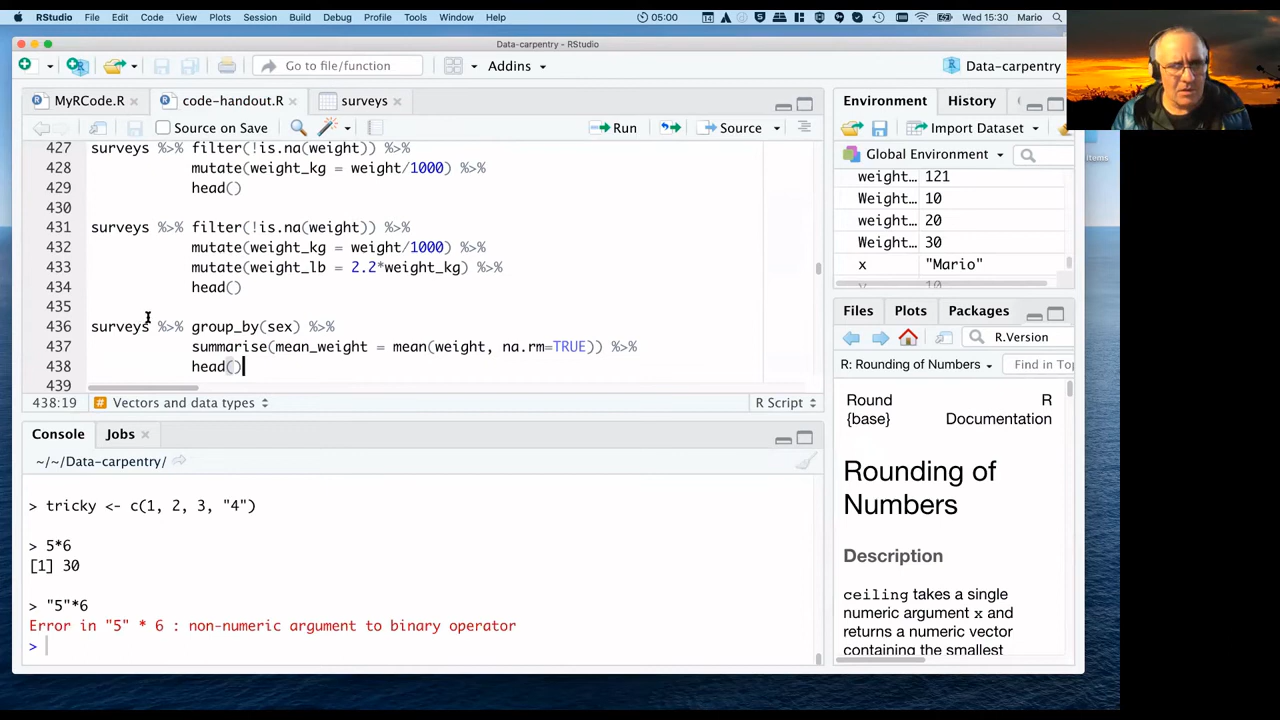 RStudio File Edit Code View Plots Session Build Debug Profile Tools Window Help 05:00 Wed 15:30 Mario
Data-carpentry - RStudio
Go to file/function Addins Data-carpentry
MyRCode.R code-handout.R surveys
Source on Save Run Source
427 surveys %>% filter(!is.na(weight)) %>%
428 mutate(weight_kg = weight/1000) %>%
429 head()
430
431 surveys %>% filter(!is.na(weight)) %>%
432 mutate(weight_kg = weight/1000) %>%
433 mutate(weight_lb = 2.2*weight_kg) %>%
434 head()
435
436 surveys %>% group_by(sex) %>%
437 summarise(mean_weight = mean(weight, na.rm=TRUE)) %>%
438 head()
439
438:19 Vectors and data types R Script
Console Jobs
~/~/Data-carpentry/
> tricky <- c(1, 2, 3, "4")
> 5*6
[1] 30
> "5"*6
Error in "5" * 6 : non-numeric argument to binary operator
>
Environment History
Import Dataset
Global Environment
weight… 121
Weight… 10
weight… 20
Weight… 30
x "Mario"
Files Plots Packages
R.Version
R: Rounding of Numbers Find in Top
Round {base} R Documentation
Rounding of
Numbers
Description
ceiling takes a single
numeric argument x and
returns a numeric vector
containing the smallest
items